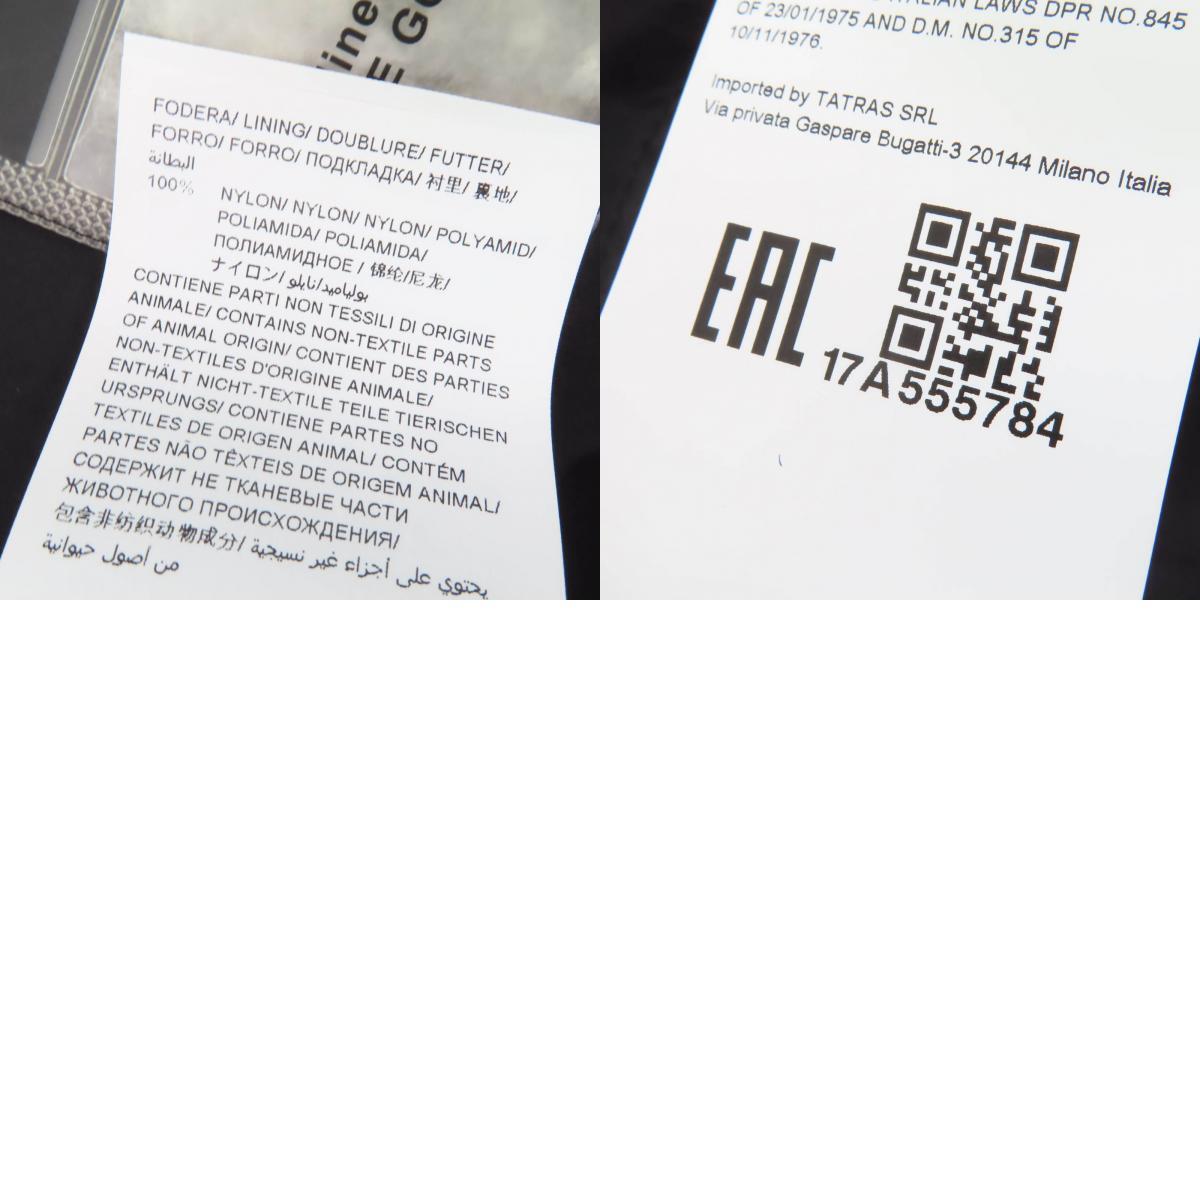 ine
E G
FODERA/ LINING/ DOUBLURE/ FUTTER/
FORRO/ FORRO/ ПОДКЛАДКА/ 衬里/ 裏地/
البطانة
100%
NYLON/ NYLON/ NYLON/ POLYAMID/
POLIAMIDA/ POLIAMIDA/
ПОЛИАМИДНОЕ / 锦纶/尼龙/
ナイロン/ بولياميد/نايلو
CONTIENE PARTI NON TESSILI DI ORIGINE
ANIMALE/ CONTAINS NON-TEXTILE PARTS
OF ANIMAL ORIGIN/ CONTIENT DES PARTIES
NON-TEXTILES D'ORIGINE ANIMALE/
ENTHÄLT NICHT-TEXTILE TEILE TIERISCHEN
URSPRUNGS/ CONTIENE PARTES NO
TEXTILES DE ORIGEN ANIMAL/ CONTÉM
PARTES NÃO TÊXTEIS DE ORIGEM ANIMAL/
СОДЕРЖИТ НЕ ТКАНЕВЫЕ ЧАСТИ
ЖИВОТНОГО ПРОИСХОЖДЕНИЯ/
包含非纺织动物成分/ يحتوي على أجزاء غير نسيجية
من أصول حيوانية
LAWS DPR NO.845
OF 23/01/1975 AND D.M. NO.315 OF
10/11/1976.
Imported by TATRAS SRL
Via privata Gaspare Bugatti-3 20144 Milano Italia
EAC
17A555784